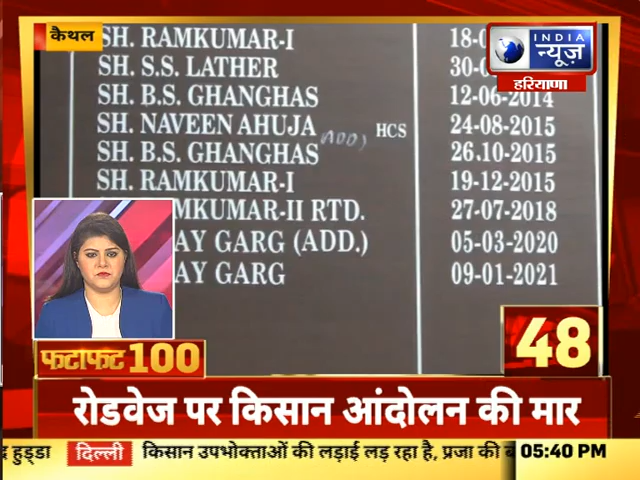 कैथल
SH. RAMKUMAR-I
SH. S.S. LATHER
SH. B.S. GHANGHAS 12-06-2014
SH. NAVEEN AHUJA HCS 24-08-2015
SH. B.S. GHANGHAS 26.10-2015
SH. RAMKUMAR-I 19-12-2015
MKUMAR-II RTD. 27-07-2018
AY GARG (ADD.) 05-03-2020
AY GARG 09-01-2021
INDIA
न्यूज़
हरियाणा
फटाफट 100
48
रोडवेज पर किसान आंदोलन की मार
द हुड्डा दिल्ली किसान उपभोक्ताओं की लड़ाई लड़ रहा है, प्रजा की 05:40 PM